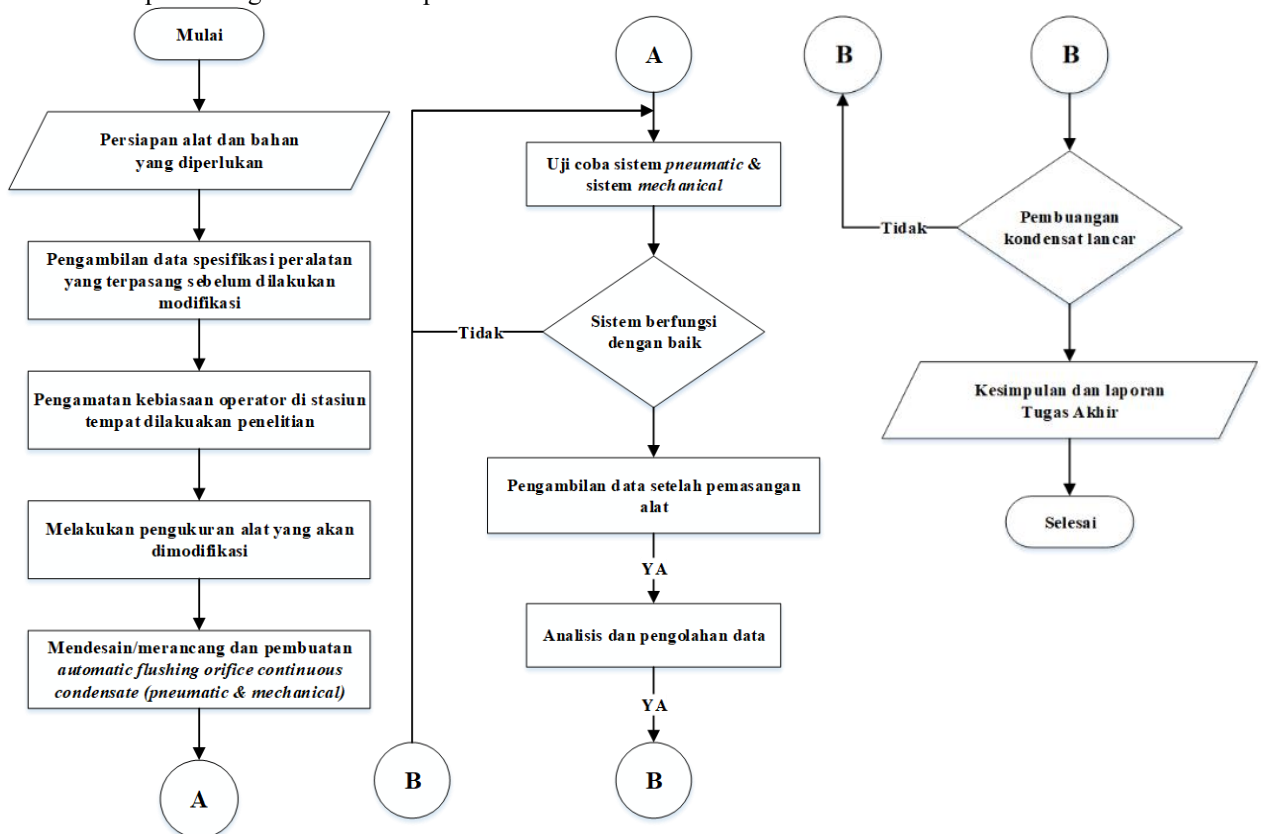 Mulai
Persiapan alat dan bahan
yang diperlukan
Pengambilan data spesifikasi peralatan
yang terpasang sebelum dilakukan
modifikasi
Pengamatan kebiasaan operator di stasiun
tempat dilakuakan penelitian
Melakukan pengukuran alat yang akan
dimodifikasi
Mendesain/merancang dan pembuatan
automatic flushing orifice continuous
condensate (pneumatic & mechanical)
A
A
Uji coba sistem pneumatic &
sistem mechanical
Sistem berfungsi
dengan baik
Tidak
Pengambilan data setelah pemasangan
alat
YA
Analisis dan pengolahan data
YA
B
B
B
B
Pembuangan
kondensat lancar
Tidak
Kesimpulan dan laporan
Tugas Akhir
Selesai